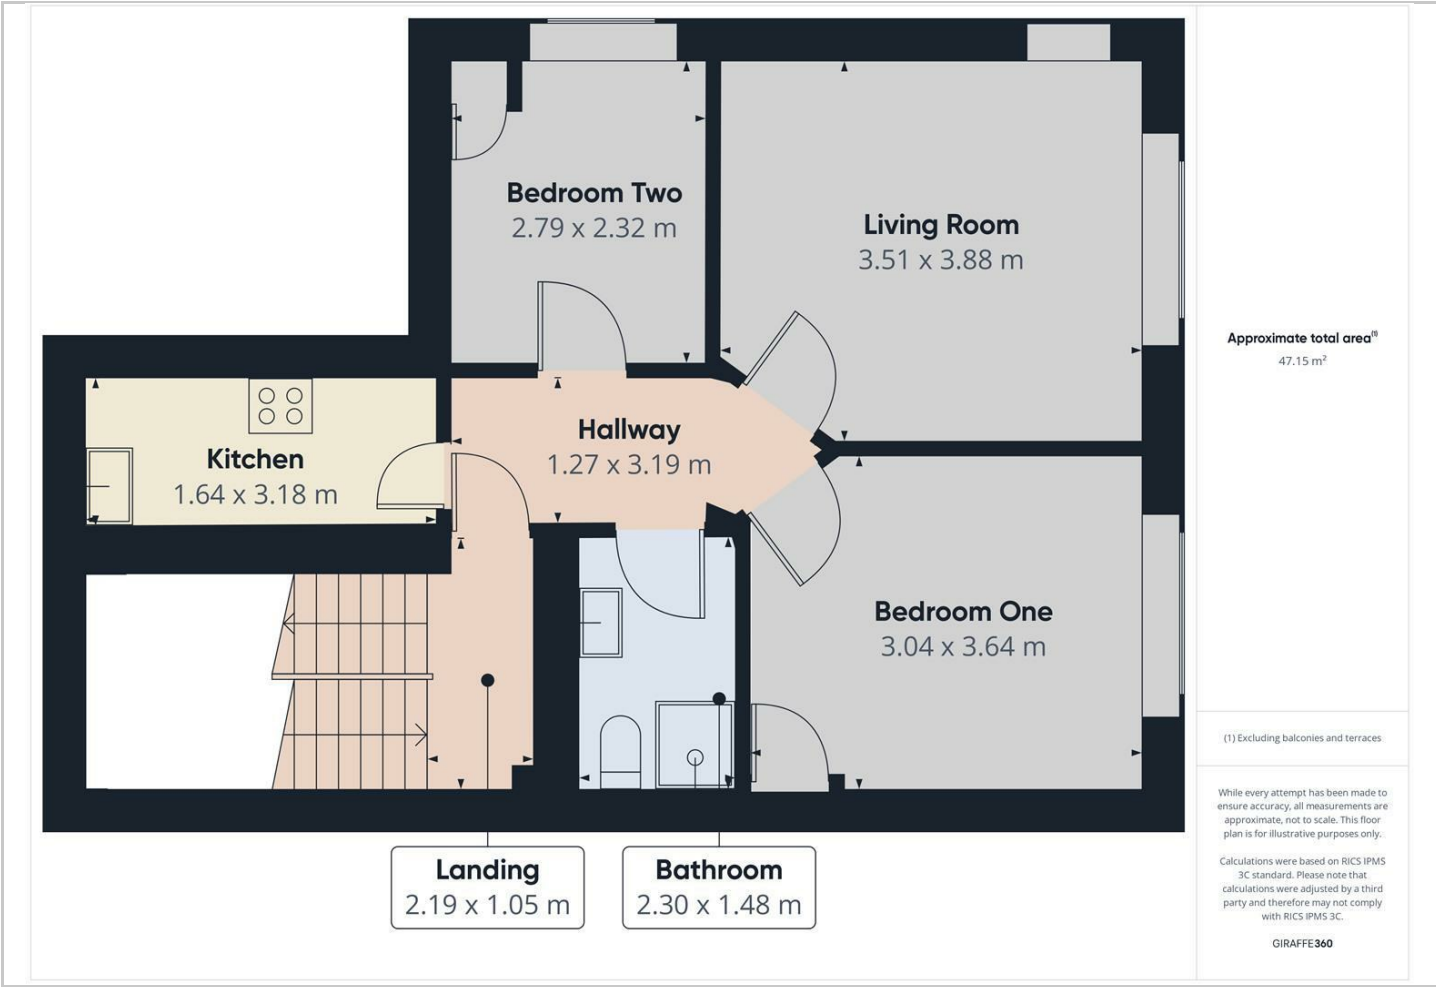 Bedroom Two
2.79 x 2.32 m
Living Room
3.51 x 3.88 m
Kitchen
1.64 x 3.18 m
Hallway
1.27 x 3.19 m
Bedroom One
3.04 x 3.64 m
Landing
2.19 x 1.05 m
Bathroom
2.30 x 1.48 m
Approximate total area⁽¹⁾
47.15 m²
(1) Excluding balconies and terraces
While every attempt has been made to
ensure accuracy, all measurements are
approximate, not to scale. This floor
plan is for illustrative purposes only.
Calculations were based on RICS IPMS
3C standard. Please note that
calculations were adjusted by a third
party and therefore may not comply
with RICS IPMS 3C.
GIRAFFE360